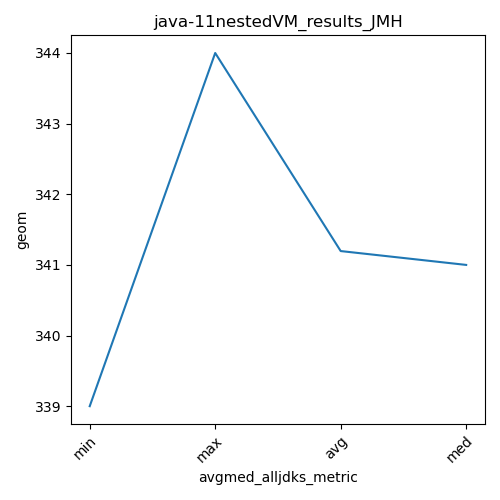 java-11nestedVM_results_JMH
geom
344
343
342
341
340
339
min
max
avg
med
avgmed_alljdks_metric